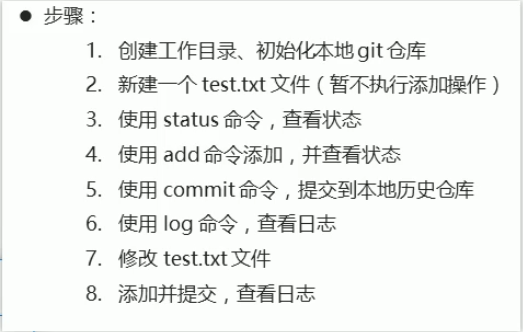 ● 步骤：
1. 创建工作目录、初始化本地 git 仓库
2. 新建一个 test.txt 文件（暂不执行添加操作）
3. 使用 status 命令，查看状态
4. 使用 add 命令添加，并查看状态
5. 使用 commit 命令，提交到本地历史仓库
6. 使用 log 命令，查看日志
7. 修改 test.txt 文件
8. 添加并提交，查看日志